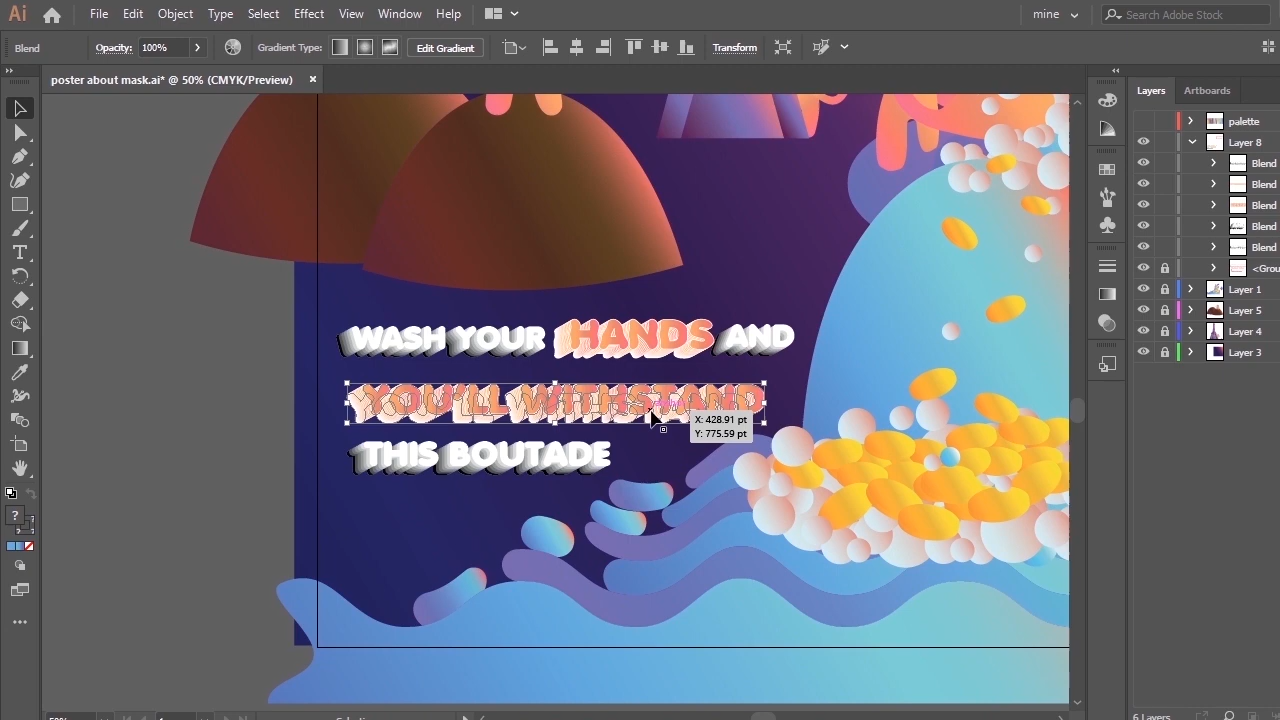 Ai File Edit Object Type Select Effect View Window Help mine Search Adobe Stock
Blend Opacity: 100% Gradient Type: Edit Gradient Transform
poster about mask.ai* @ 50% (CMYK/Preview) ×
Layers Artboards
palette
Layer 8
Blend
Blend
Blend
Blend
Blend
<Grou
Layer 1
Layer 5
Layer 4
Layer 3
WASH YOUR HANDS AND
YOU'LL WITHSTAND
X: 428.91 pt
Y: 775.59 pt
THIS BOUTADE
?
6 Layers